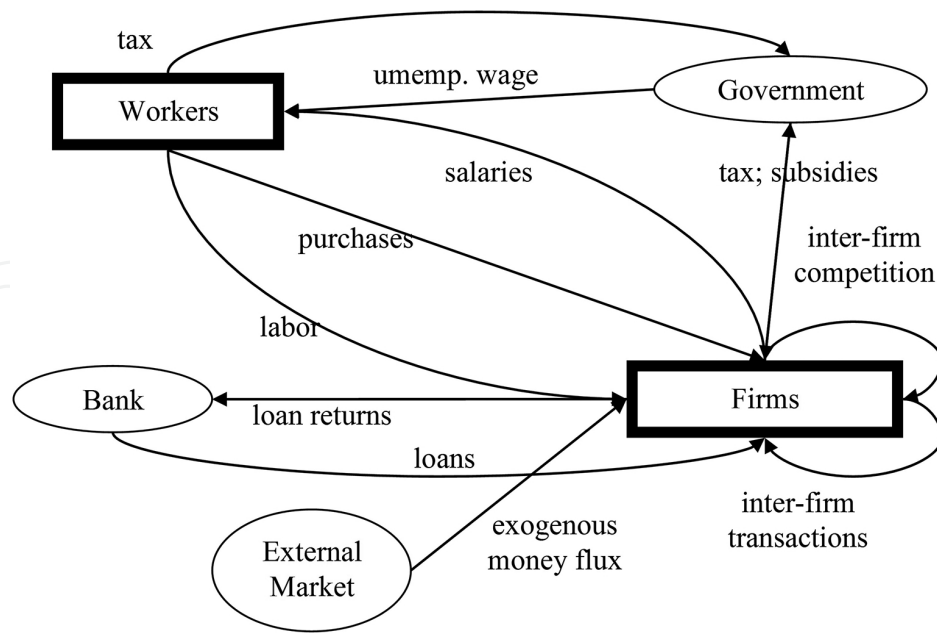 tax
umemp. wage
Government
Workers
salaries
tax; subsidies
purchases
inter-firm
competition
labor
Bank
loan returns
Firms
loans
inter-firm
transactions
exogenous
money flux
External
Market